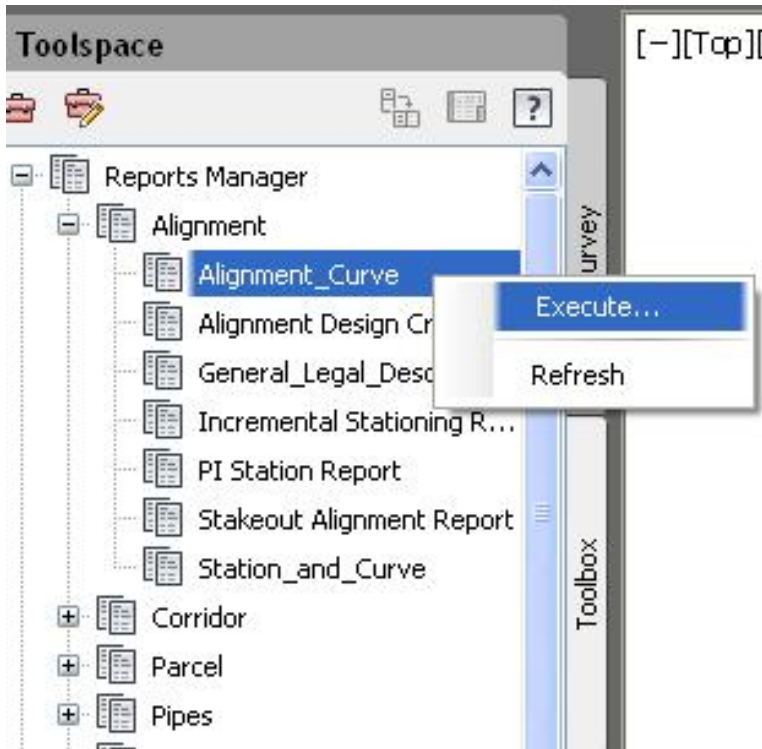 Toolspace
[−][Top][
?
Reports Manager
Alignment
Alignment_Curve
Execute...
Alignment Design Cr
General_Legal_Desc
Refresh
Incremental Stationing R...
PI Station Report
Stakeout Alignment Report
Station_and_Curve
Corridor
Parcel
Pipes
urvey
Toolbox